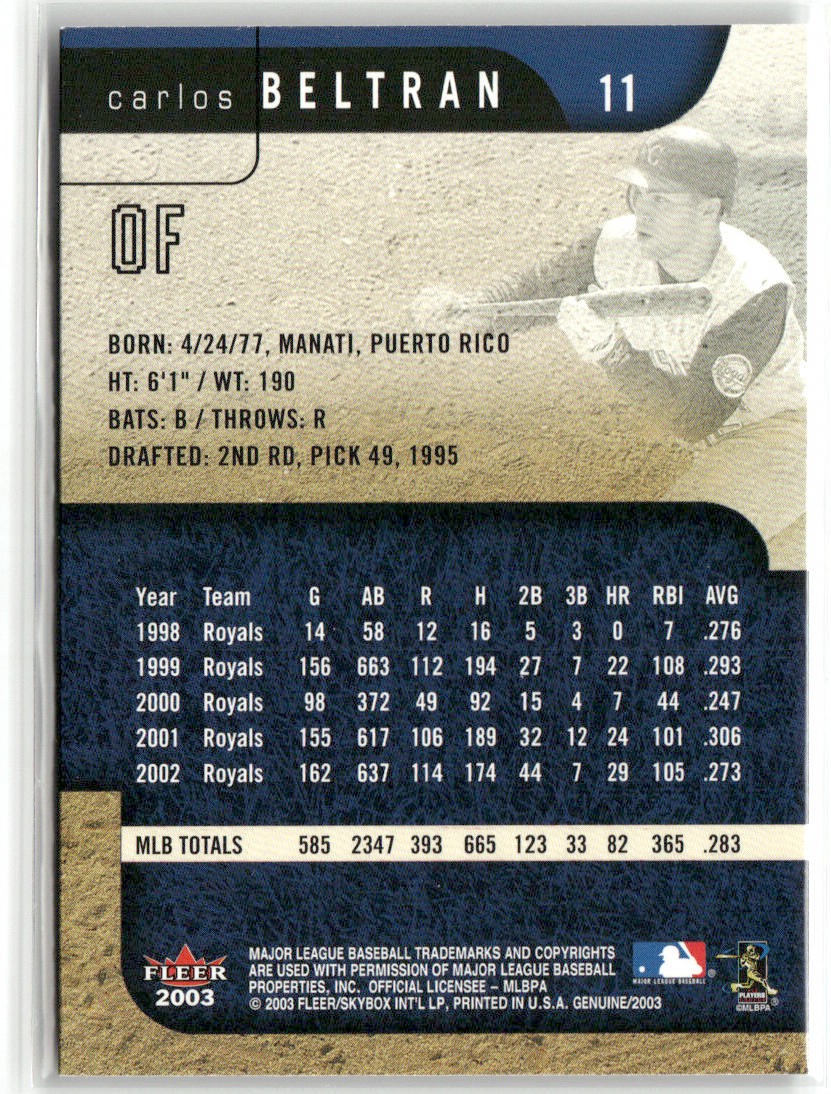 carlos BELTRAN 11
OF
BORN: 4/24/77, MANATI, PUERTO RICO
HT: 6'1" / WT: 190
BATS: B / THROWS: R
DRAFTED: 2ND RD, PICK 49, 1995
Year Team G AB R H 2B 3B HR RBI AVG
1998 Royals 14 58 12 16 5 3 0 7 .276
1999 Royals 156 663 112 194 27 7 22 108 .293
2000 Royals 98 372 49 92 15 4 7 44 .247
2001 Royals 155 617 106 189 32 12 24 101 .306
2002 Royals 162 637 114 174 44 7 29 105 .273
MLB TOTALS 585 2347 393 665 123 33 82 365 .283
FLEER
2003
MAJOR LEAGUE BASEBALL TRADEMARKS AND COPYRIGHTS
ARE USED WITH PERMISSION OF MAJOR LEAGUE BASEBALL
PROPERTIES, INC. OFFICIAL LICENSEE – MLBPA
© 2003 FLEER/SKYBOX INT'L LP, PRINTED IN U.S.A. GENUINE/2003
MAJOR LEAGUE BASEBALL ®
PLAYERS ®
©MLBPA